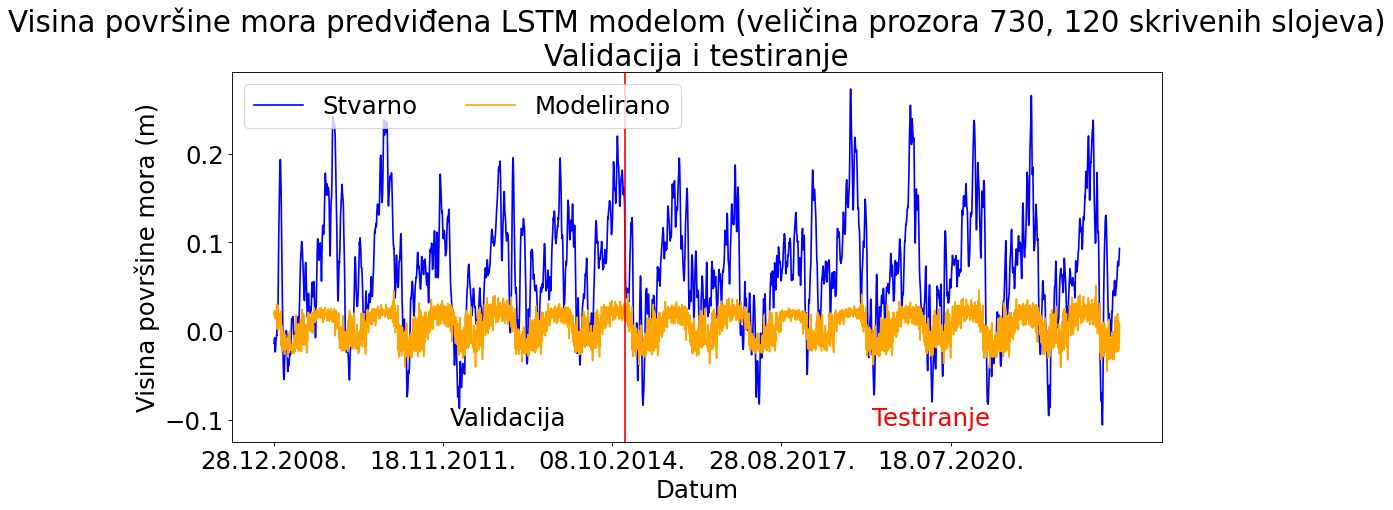 Visina površine mora predviđena LSTM modelom (veličina prozora 730, 120 skrivenih slojeva)
Validacija i testiranje
Stvarno
Modelirano
Visina površine mora (m)
0.2
0.1
0.0
−0.1
Validacija
Testiranje
28.12.2008.
18.11.2011.
08.10.2014.
28.08.2017.
18.07.2020.
Datum